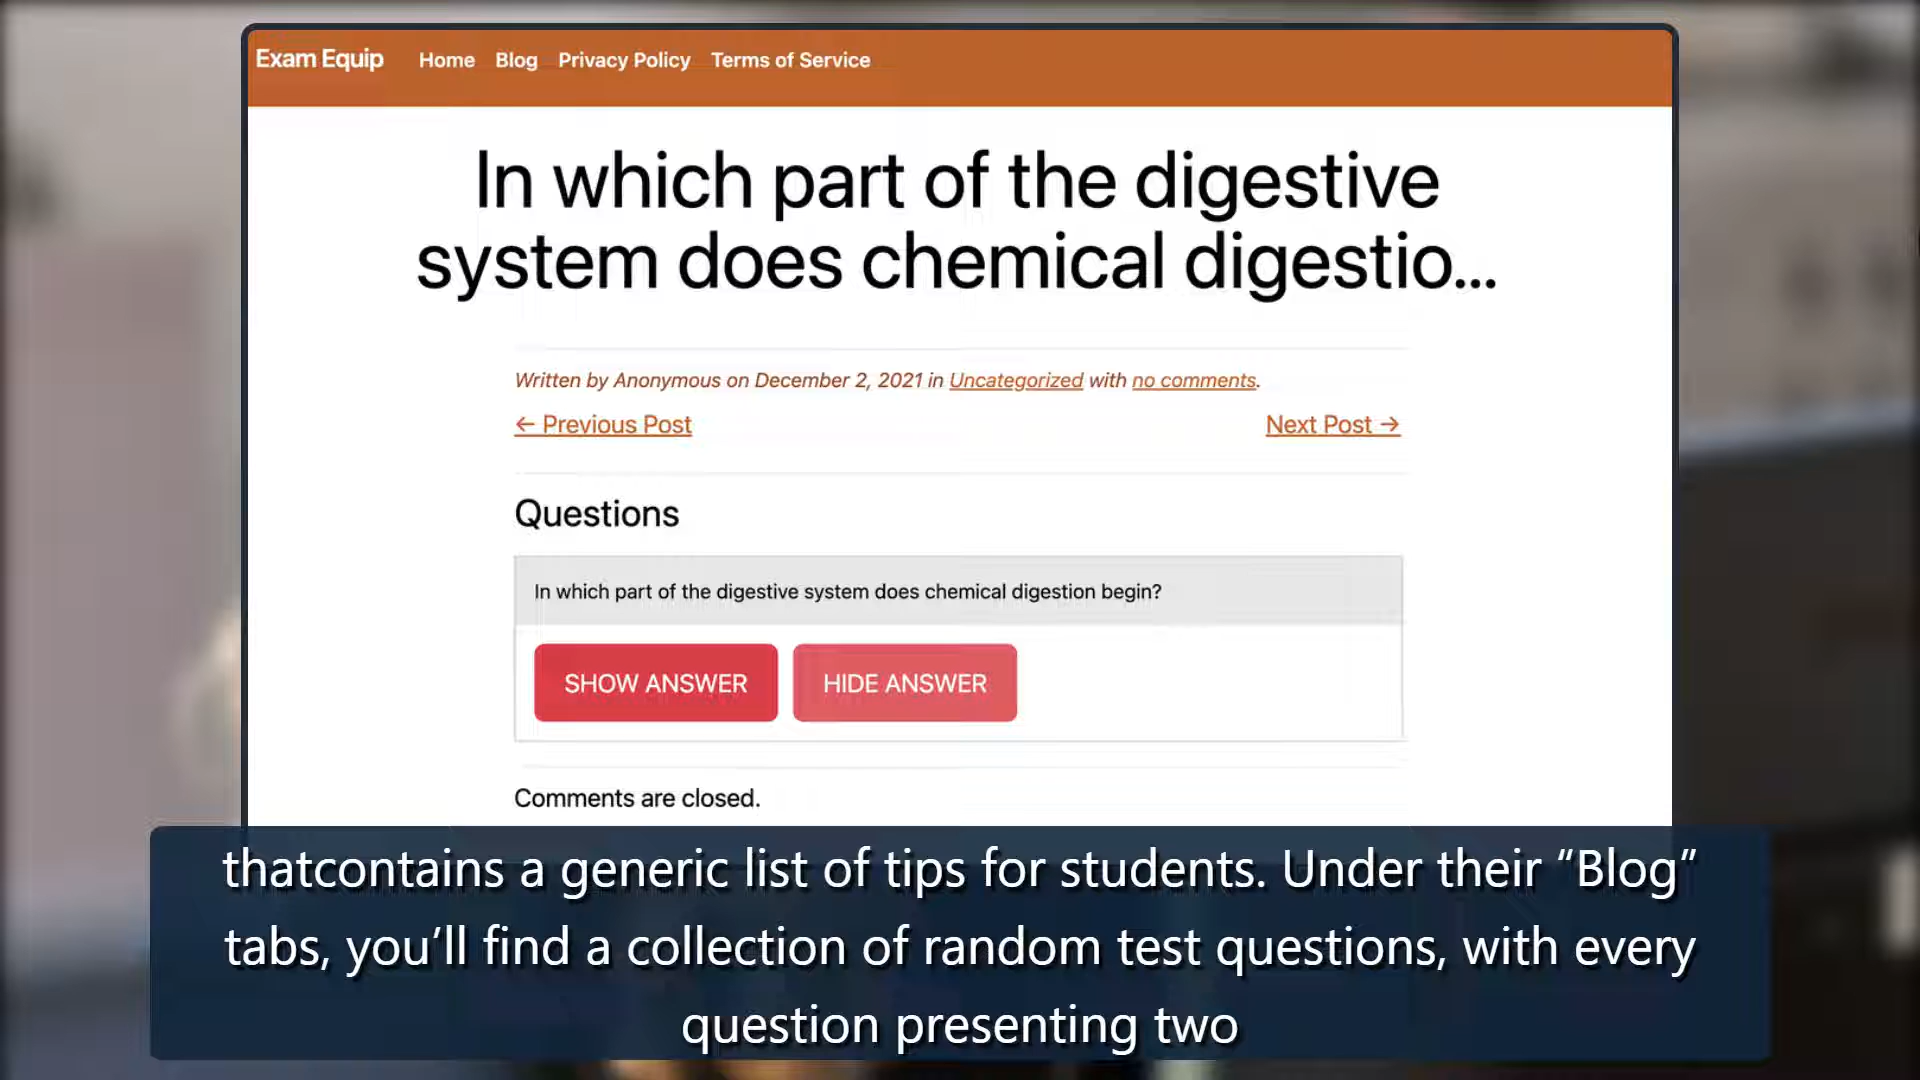 Exam Equip Home Blog Privacy Policy Terms of Service
In which part of the digestive
system does chemical digestio...
Written by Anonymous on December 2, 2021 in Uncategorized with no comments.
← Previous Post Next Post →
Questions
In which part of the digestive system does chemical digestion begin?
SHOW ANSWER HIDE ANSWER
Comments are closed.
thatcontains a generic list of tips for students. Under their “Blog”
tabs, you’ll find a collection of random test questions, with every
question presenting two